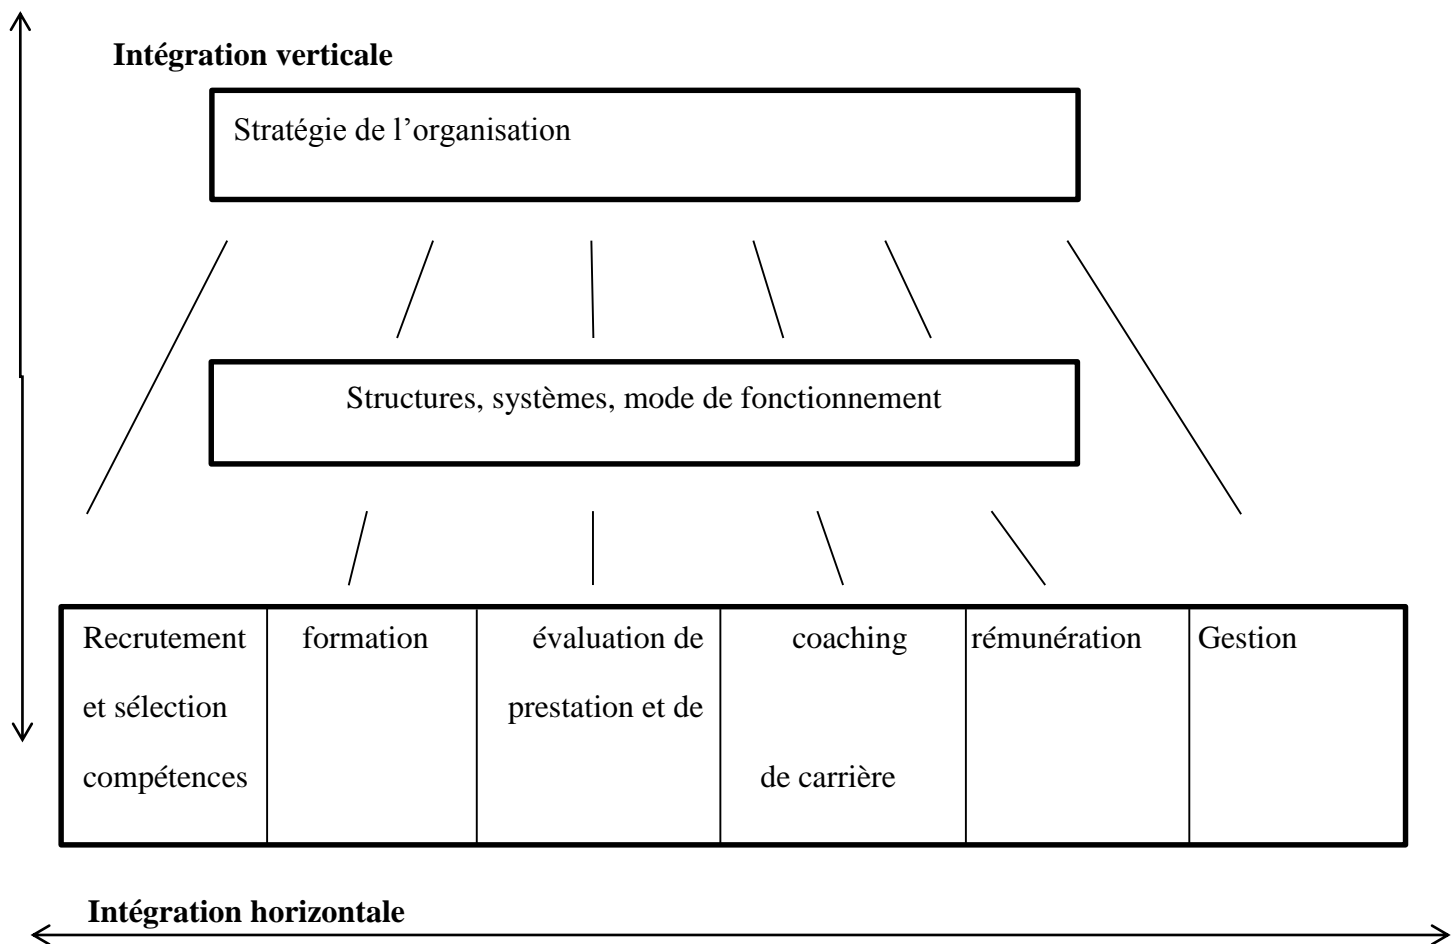 Intégration verticale
Stratégie de l’organisation
Structures, systèmes, mode de fonctionnement
Recrutement formation évaluation de coaching rémunération Gestion
et sélection prestation et de
compétences de carrière
Intégration horizontale